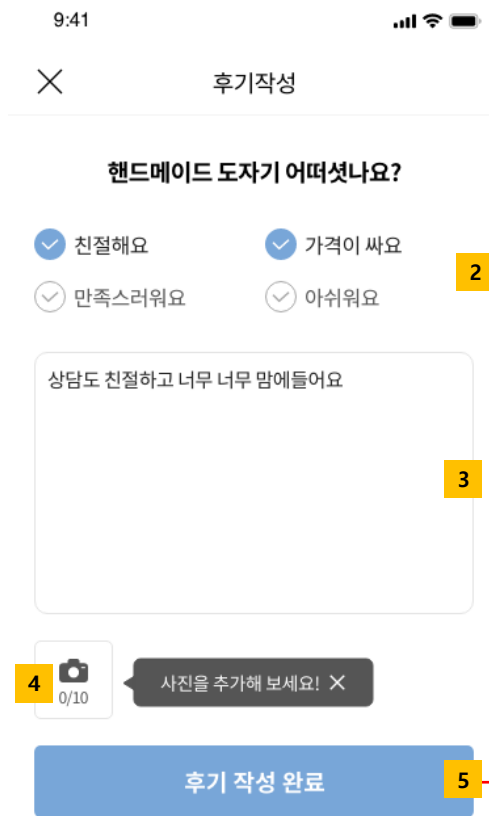 9:41
후기작성
핸드메이드 도자기 어떠셧나요?
친절해요 가격이 싸요
2
만족스러워요 아쉬워요
상담도 친절하고 너무 너무 맘에들어요
3
4
0/10
사진을 추가해 보세요!
후기 작성 완료
5